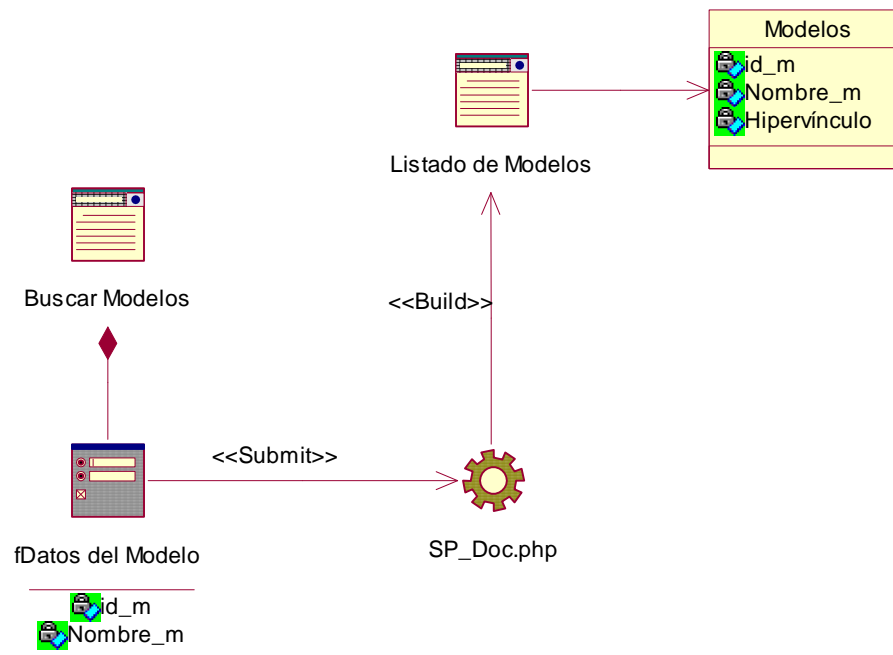 Modelos
id_m
Nombre_m
Hipervínculo
Listado de Modelos
Buscar Modelos
<<Build>>
<<Submit>>
fDatos del Modelo
SP_Doc.php
id_m
Nombre_m